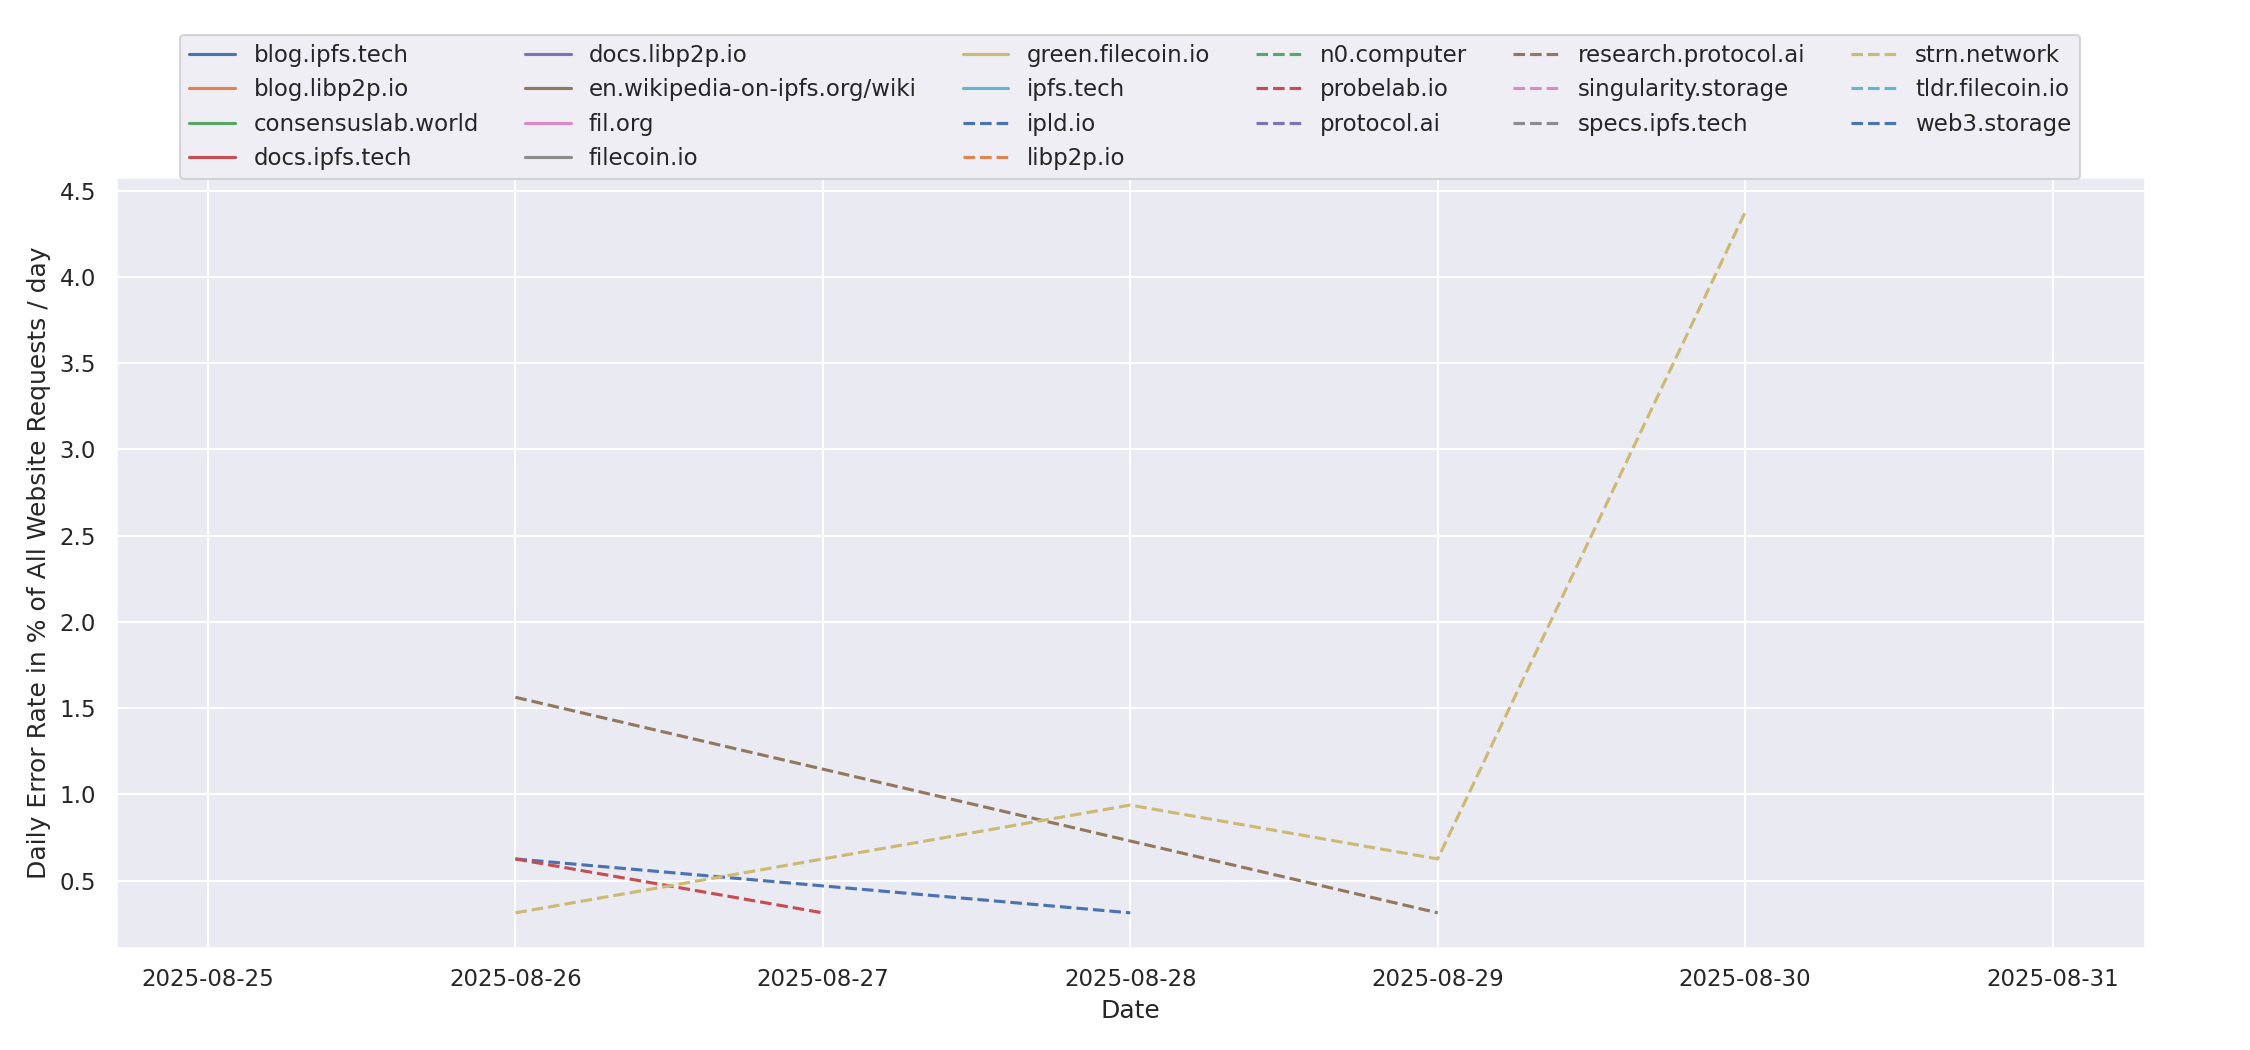 blog.ipfs.tech
blog.libp2p.io
consensuslab.world
docs.ipfs.tech
docs.libp2p.io
en.wikipedia-on-ipfs.org/wiki
fil.org
filecoin.io
green.filecoin.io
ipfs.tech
ipld.io
libp2p.io
n0.computer
probelab.io
protocol.ai
research.protocol.ai
singularity.storage
specs.ipfs.tech
strn.network
tldr.filecoin.io
web3.storage
Daily Error Rate in % of All Website Requests / day
4.5
4.0
3.5
3.0
2.5
2.0
1.5
1.0
0.5
2025-08-25
2025-08-26
2025-08-27
2025-08-28
2025-08-29
2025-08-30
2025-08-31
Date